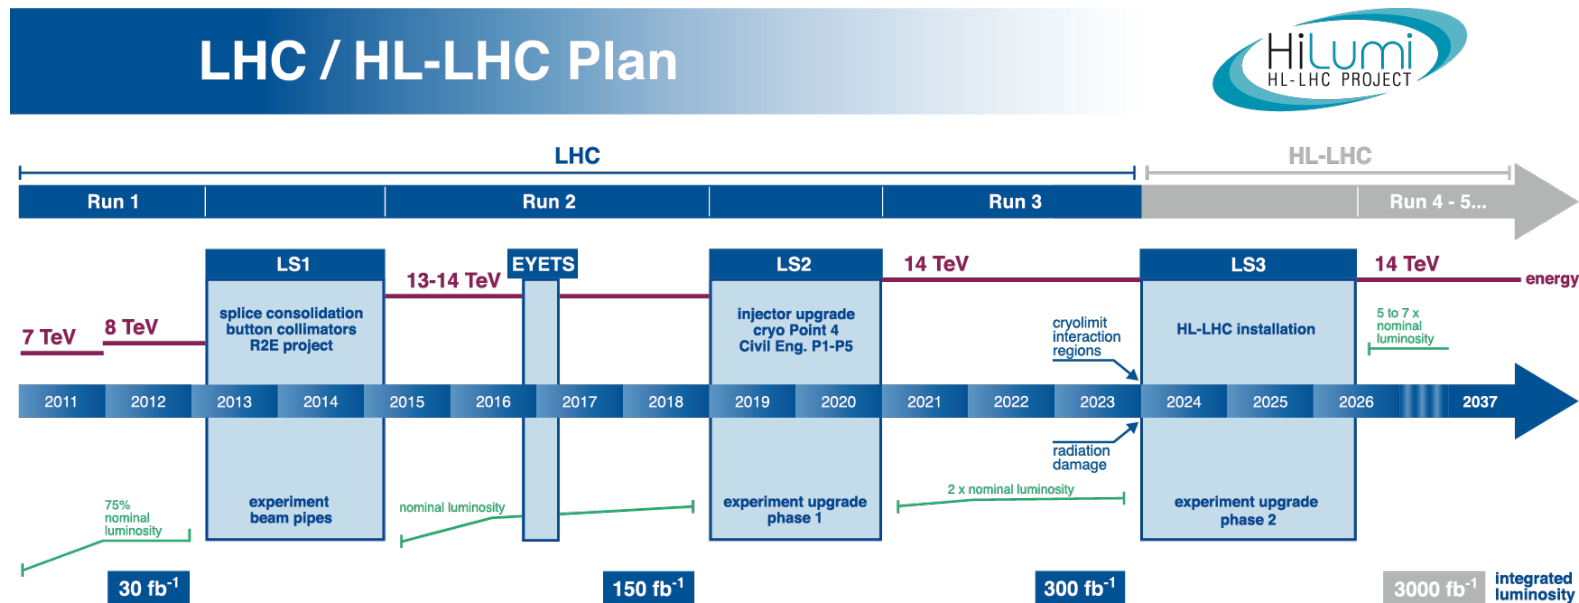 LHC / HL-LHC Plan
HiLumi
HL-LHC PROJECT
LHC
HL-LHC
Run 1
Run 2
Run 3
Run 4 - 5...
LS1
EYETS
LS2
14 TeV
LS3
14 TeV
energy
13-14 TeV
7 TeV
8 TeV
splice consolidation
button collimators
R2E project
injector upgrade
cryo Point 4
Civil Eng. P1-P5
cryolimit
interaction
regions
HL-LHC installation
5 to 7 x
nominal
luminosity
2011
2012
2013
2014
2015
2016
2017
2018
2019
2020
2021
2022
2023
2024
2025
2026
2037
radiation
damage
75%
nominal
luminosity
experiment
beam pipes
nominal luminosity
experiment upgrade
phase 1
2 x nominal luminosity
experiment upgrade
phase 2
30 fb⁻¹
150 fb⁻¹
300 fb⁻¹
3000 fb⁻¹
integrated
luminosity